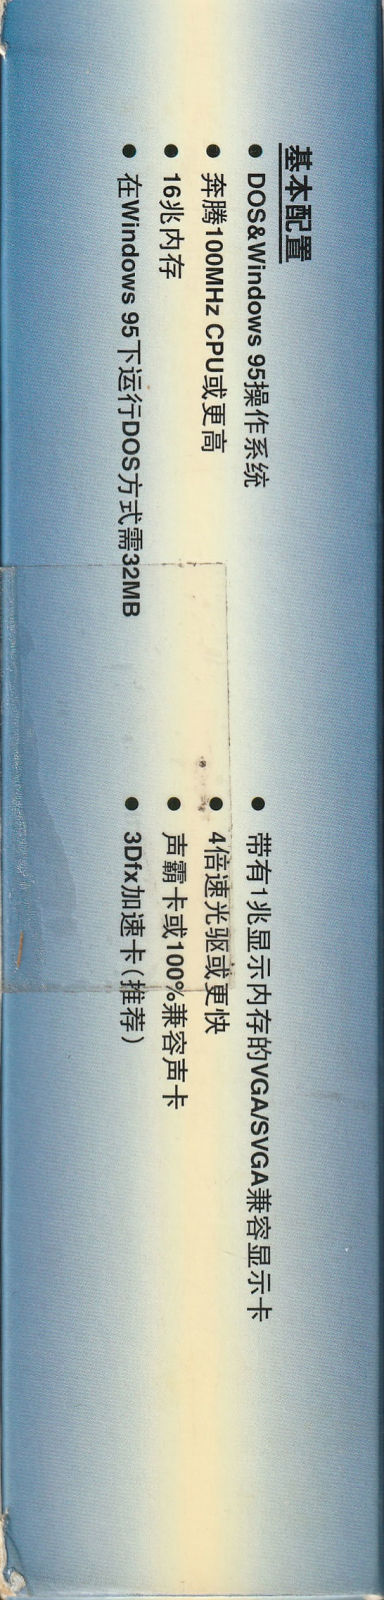 基本配置
● DOS&Windows 95操作系统
● 奔腾100MHz CPU或更高
● 16兆内存
● 在Windows 95下运行DOS方式需32MB
● 带有1兆显示内存的VGA/SVGA兼容显示卡
● 4倍速光驱或更快
● 声霸卡或100%兼容声卡
● 3Dfx加速卡(推荐)